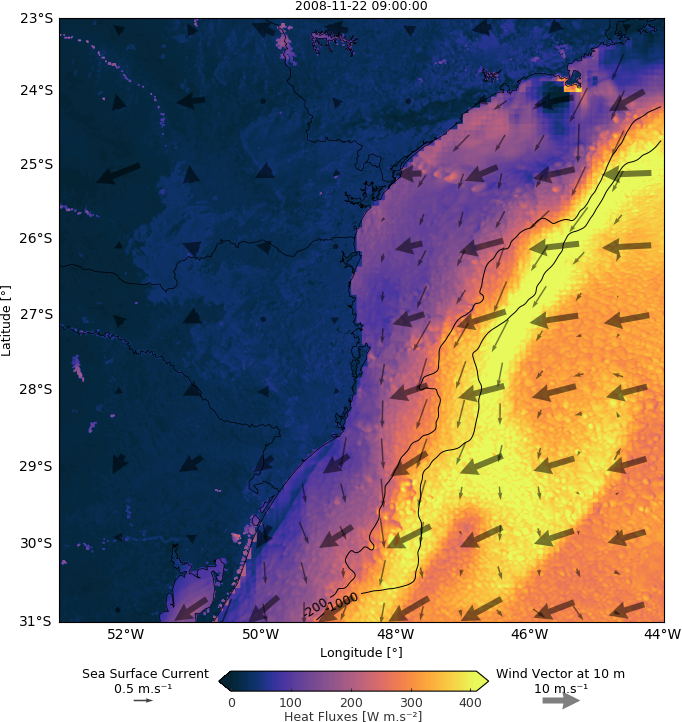 2008-11-22 09:00:00
23°S
24°S
25°S
26°S
27°S
28°S
29°S
30°S
31°S
Latitude [°]
-200
-1000
52°W
50°W
48°W
46°W
44°W
Longitude [°]
Sea Surface Current
0.5 m.s⁻¹
Wind Vector at 10 m
10 m.s⁻¹
0
100
200
300
400
Heat Fluxes [W m.s⁻²]